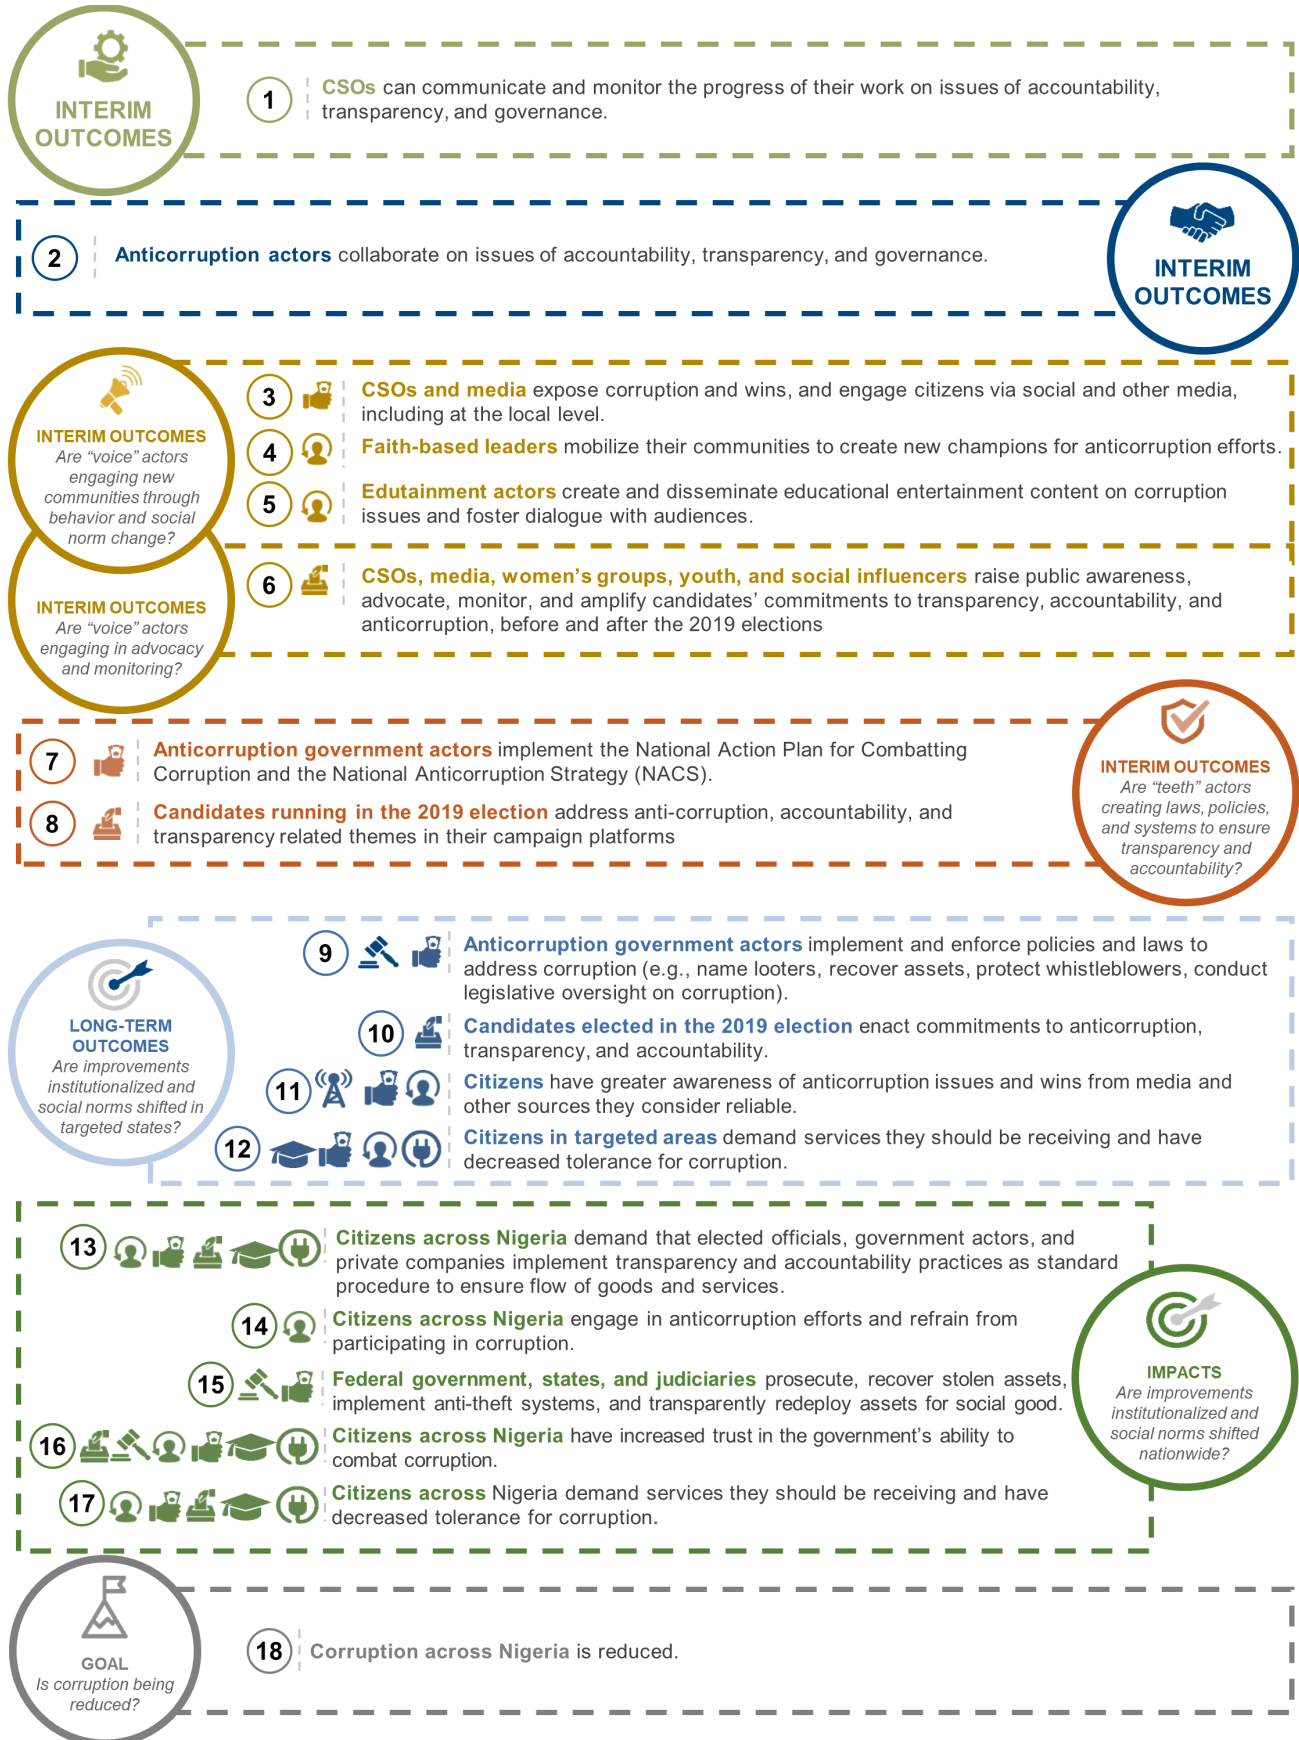 INTERIM
OUTCOMES
1
CSOs can communicate and monitor the progress of their work on issues of accountability,
transparency, and governance.
2
Anticorruption actors collaborate on issues of accountability, transparency, and governance.
INTERIM
OUTCOMES
INTERIM OUTCOMES
Are “voice” actors
engaging new
communities through
behavior and social
norm change?
3
CSOs and media expose corruption and wins, and engage citizens via social and other media,
including at the local level.
4
Faith-based leaders mobilize their communities to create new champions for anticorruption efforts.
5
Edutainment actors create and disseminate educational entertainment content on corruption
issues and foster dialogue with audiences.
INTERIM OUTCOMES
Are “voice” actors
engaging in advocacy
and monitoring?
6
CSOs, media, women’s groups, youth, and social influencers raise public awareness,
advocate, monitor, and amplify candidates’ commitments to transparency, accountability, and
anticorruption, before and after the 2019 elections
7
Anticorruption government actors implement the National Action Plan for Combatting
Corruption and the National Anticorruption Strategy (NACS).
8
Candidates running in the 2019 election address anti-corruption, accountability, and
transparency related themes in their campaign platforms
INTERIM OUTCOMES
Are “teeth” actors
creating laws, policies,
and systems to ensure
transparency and
accountability?
LONG-TERM
OUTCOMES
Are improvements
institutionalized and
social norms shifted in
targeted states?
9
Anticorruption government actors implement and enforce policies and laws to
address corruption (e.g., name looters, recover assets, protect whistleblowers, conduct
legislative oversight on corruption).
10
Candidates elected in the 2019 election enact commitments to anticorruption,
transparency, and accountability.
11
Citizens have greater awareness of anticorruption issues and wins from media and
other sources they consider reliable.
12
Citizens in targeted areas demand services they should be receiving and have
decreased tolerance for corruption.
13
Citizens across Nigeria demand that elected officials, government actors, and
private companies implement transparency and accountability practices as standard
procedure to ensure flow of goods and services.
14
Citizens across Nigeria engage in anticorruption efforts and refrain from
participating in corruption.
15
Federal government, states, and judiciaries prosecute, recover stolen assets,
implement anti-theft systems, and transparently redeploy assets for social good.
16
Citizens across Nigeria have increased trust in the government’s ability to
combat corruption.
17
Citizens across Nigeria demand services they should be receiving and have
decreased tolerance for corruption.
IMPACTS
Are improvements
institutionalized and
social norms shifted
nationwide?
GOAL
Is corruption being
reduced?
18
Corruption across Nigeria is reduced.